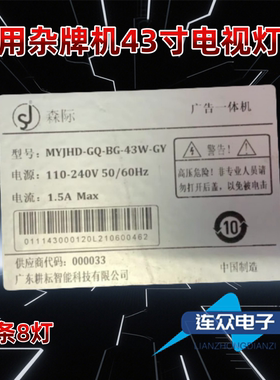 用杂牌机43寸电视灯
森际
广告一体机
型号: MYJHD-GQ-BG-43W-GY
电源: 110-240V 50/60Hz
电流: 1.5A Max
警告!
高压危险! 非专业人员请
勿打开后盖, 以免被电击
011143000120L210600462
10
供应商代码: 000033
广东耕耘智能科技有限公司
中国制造
条8灯
连众电子
LIANZHONGDIANZI